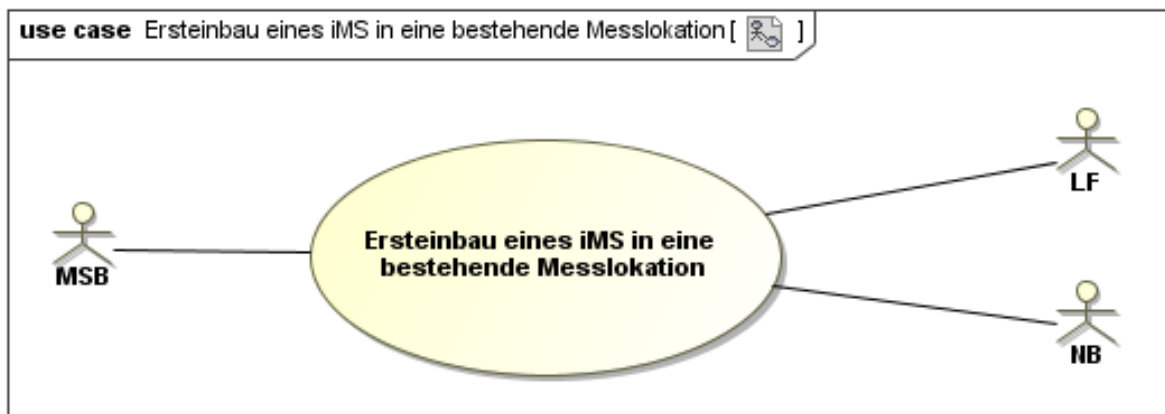 use case Ersteinbau eines iMS in eine bestehende Messlokation [ ]
LF
Ersteinbau eines iMS in eine
bestehende Messlokation
MSB
NB